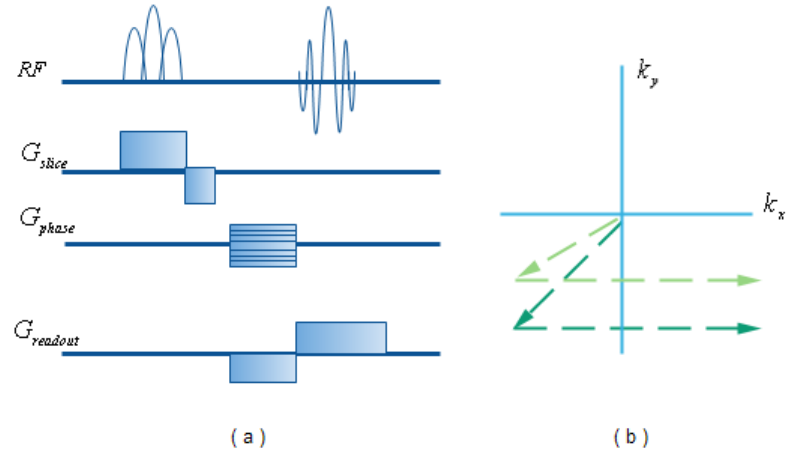 RF
G_slice
G_phase
G_readout
( a )
k_y
k_x
( b )